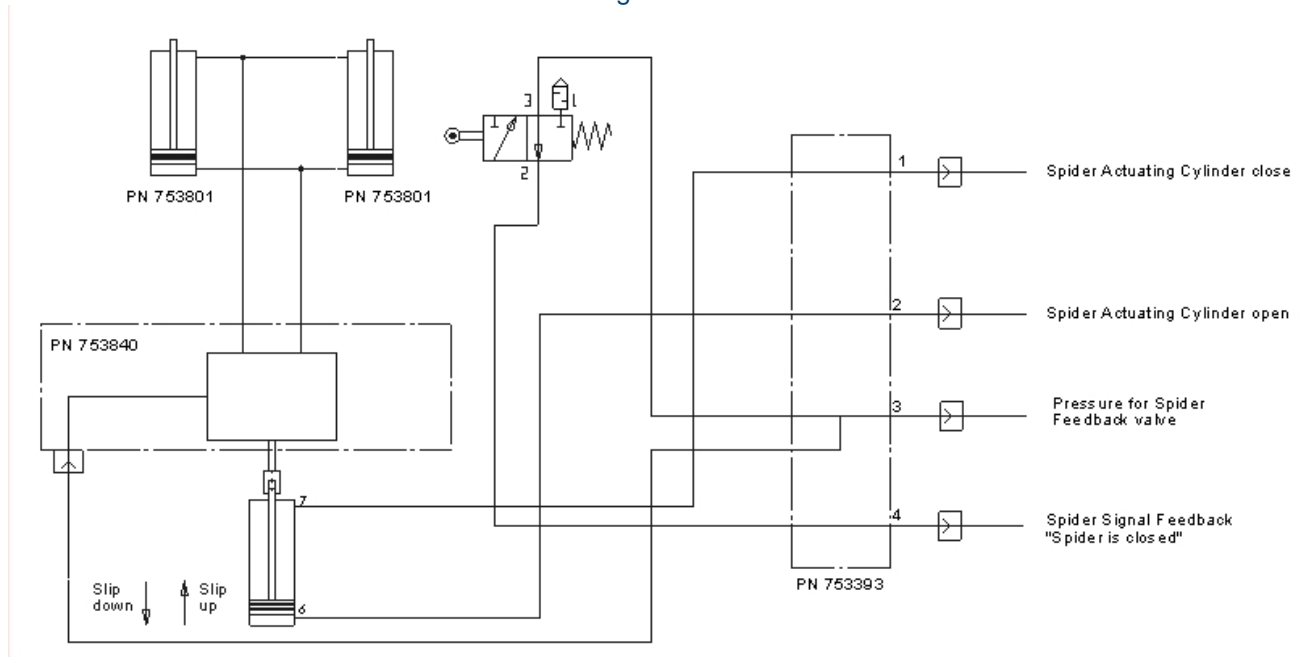 3
1
2
PN 753801
PN 753801
1
Spider Actuating Cylinder close
2
Spider Actuating Cylinder open
PN 753840
3
Pressure for Spider
Feedback valve
7
4
Spider Signal Feedback
"Spider is closed"
PN 753393
Slip
down
Slip
up
6